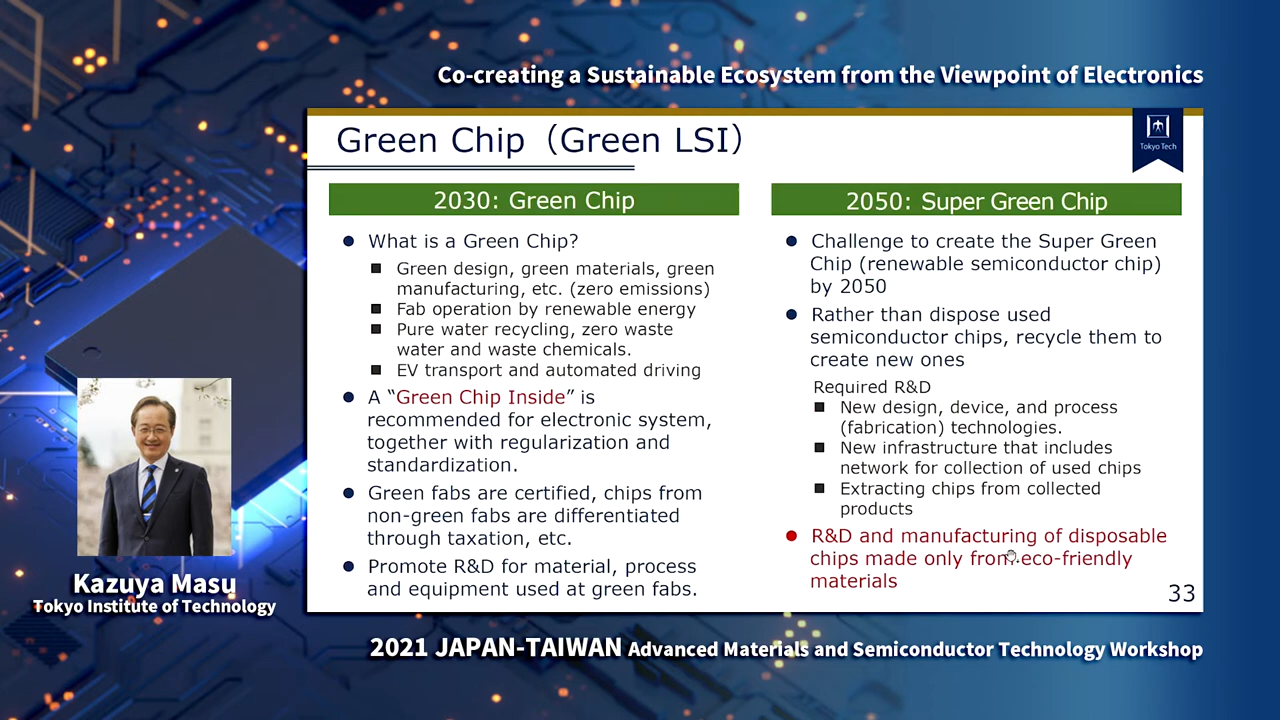 Co-creating a Sustainable Ecosystem from the Viewpoint of Electronics
Green Chip（Green LSI）
Tokyo Tech
2030: Green Chip
● What is a Green Chip?
■ Green design, green materials, green
manufacturing, etc. (zero emissions)
■ Fab operation by renewable energy
■ Pure water recycling, zero waste
water and waste chemicals.
■ EV transport and automated driving
● A “Green Chip Inside” is
recommended for electronic system,
together with regularization and
standardization.
● Green fabs are certified, chips from
non-green fabs are differentiated
through taxation, etc.
● Promote R&D for material, process
and equipment used at green fabs.
2050: Super Green Chip
● Challenge to create the Super Green
Chip (renewable semiconductor chip)
by 2050
● Rather than dispose used
semiconductor chips, recycle them to
create new ones
Required R&D
■ New design, device, and process
(fabrication) technologies.
■ New infrastructure that includes
network for collection of used chips
■ Extracting chips from collected
products
● R&D and manufacturing of disposable
chips made only from eco-friendly
materials
33
Kazuya Masu
Tokyo Institute of Technology
2021 JAPAN-TAIWAN Advanced Materials and Semiconductor Technology Workshop